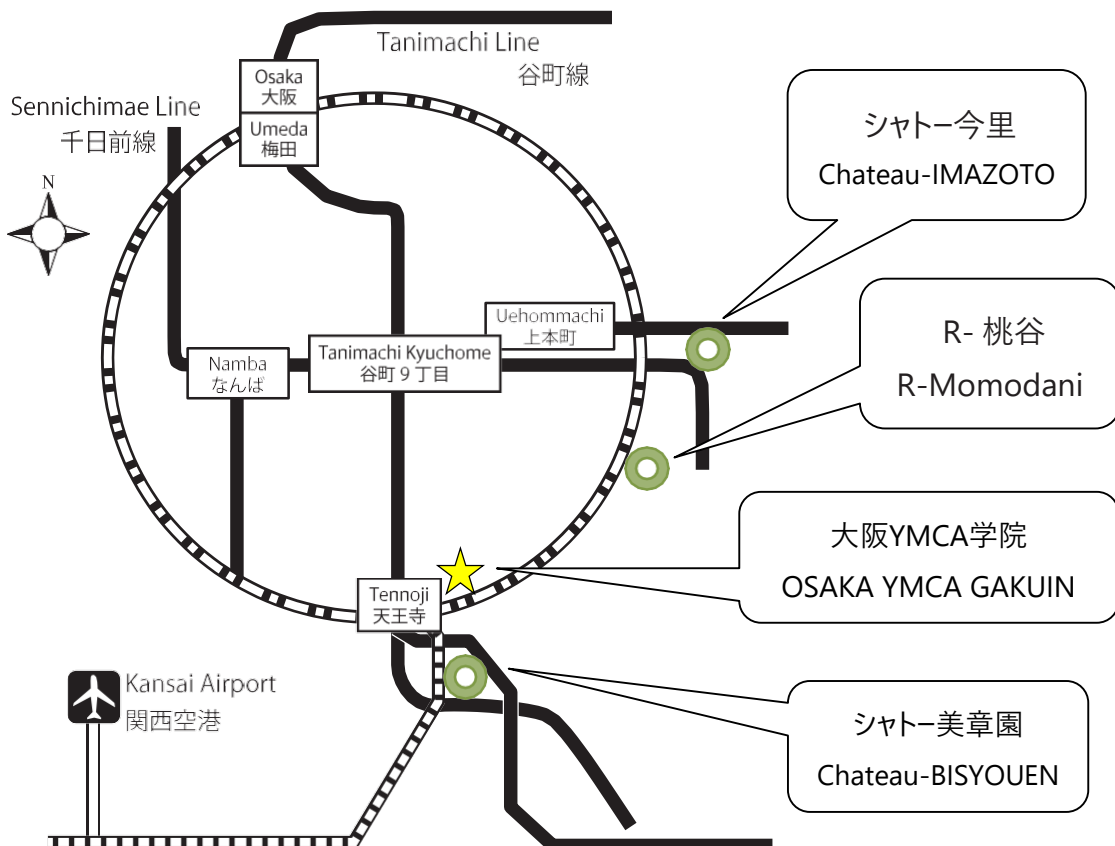 Tanimachi Line
谷町線
Osaka
大阪
Umeda
梅田
Sennichimae Line
千日前線
N
シャトー今里
Chateau-IMAZOTO
Uehommachi
上本町
R- 桃谷
R-Momodani
Namba
なんば
Tanimachi Kyuchome
谷町 9 丁目
大阪YMCA学院
OSAKA YMCA GAKUIN
Tennoji
天王寺
Kansai Airport
関西空港
シャトー美章園
Chateau-BISYOUEN